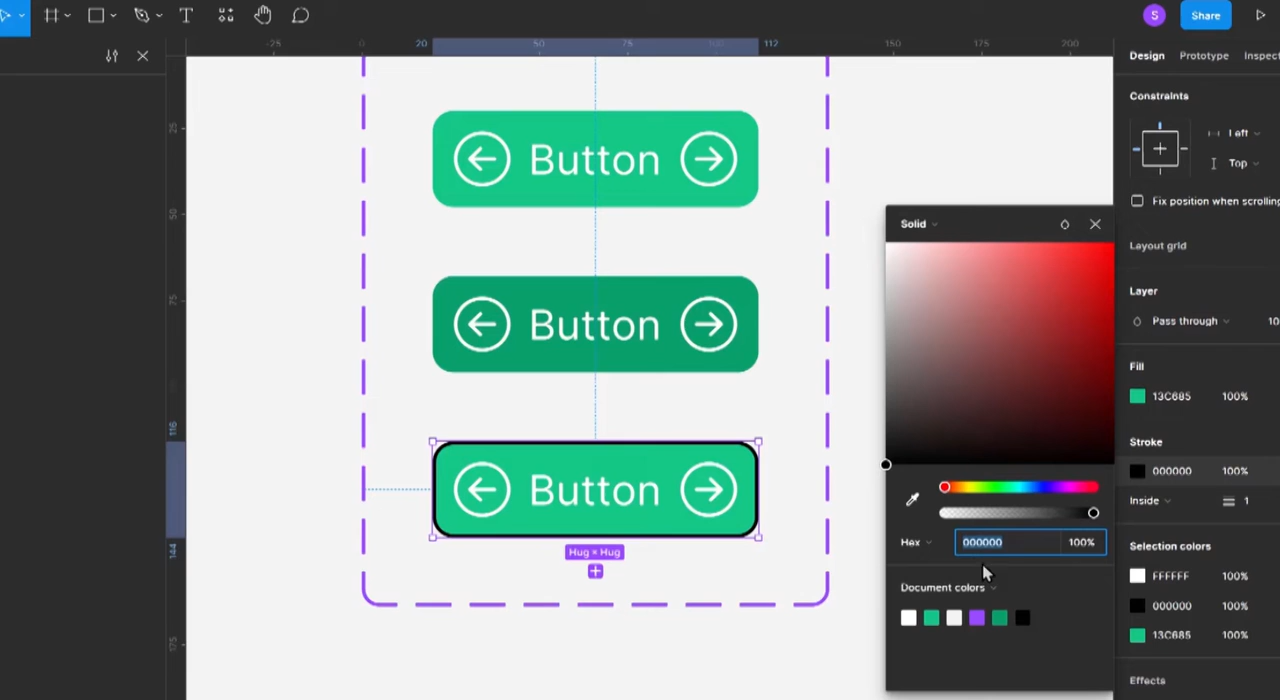 S
Share
-25
0
20
50
75
100
112
150
175
200
Design Prototype Inspect
Constraints
Left
Top
Fix position when scrolling
Layout grid
Layer
Pass through 10
Fill
13C685 100%
Stroke
000000 100%
Inside 1
Selection colors
FFFFFF 100%
000000 100%
13C685 100%
Effects
25
50
75
116
144
175
Button
Button
Button
Hug × Hug
Solid
Hex 000000 100%
Document colors